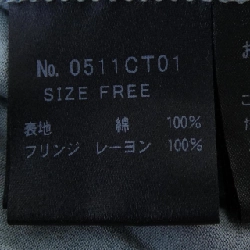 No. 0511CT01
SIZE FREE
表地 綿 100%
フリンジ レーヨン 100%